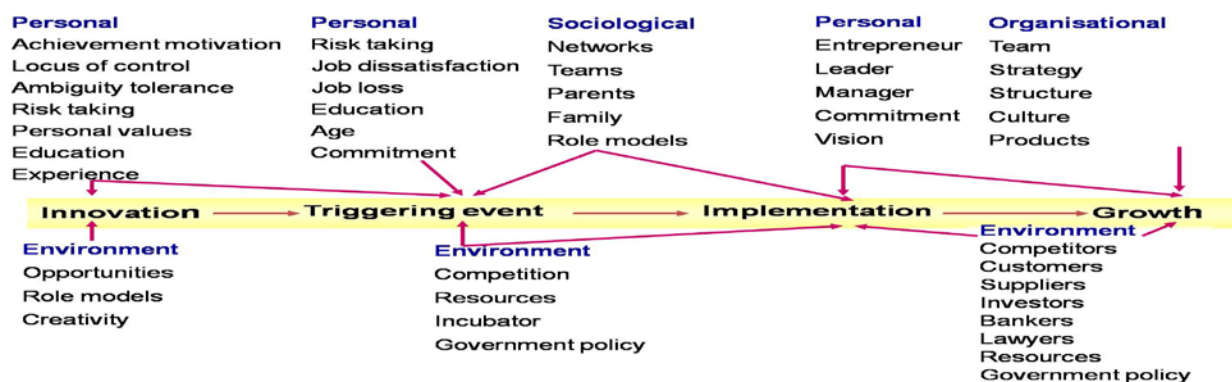 Personal
Achievement motivation
Locus of control
Ambiguity tolerance
Risk taking
Personal values
Education
Experience
Personal
Risk taking
Job dissatisfaction
Job loss
Education
Age
Commitment
Sociological
Networks
Teams
Parents
Family
Role models
Personal
Entrepreneur
Leader
Manager
Commitment
Vision
Organisational
Team
Strategy
Structure
Culture
Products
Innovation
Triggering event
Implementation
Growth
Environment
Opportunities
Role models
Creativity
Environment
Competition
Resources
Incubator
Government policy
Environment
Competitors
Customers
Suppliers
Investors
Bankers
Lawyers
Resources
Government policy